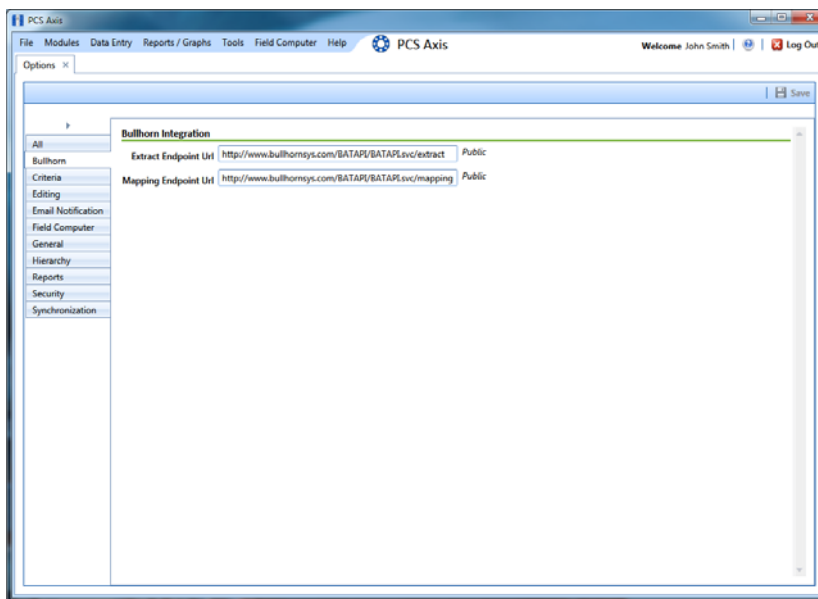 PCS Axis
File Modules Data Entry Reports / Graphs Tools Field Computer Help PCS Axis Welcome John Smith | | Log Out
Options ×
| Save
All
Bullhorn
Criteria
Editing
Email Notification
Field Computer
General
Hierarchy
Reports
Security
Synchronization
Bullhorn Integration
Extract Endpoint Url http://www.bullhornsys.com/BATAPI/BATAPI.svc/extract Public
Mapping Endpoint Url http://www.bullhornsys.com/BATAPI/BATAPI.svc/mapping Public